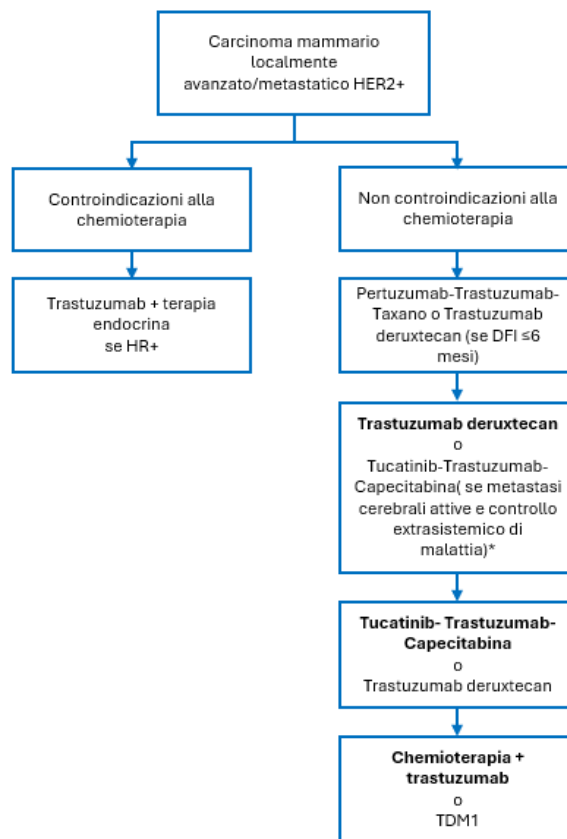 Carcinoma mammario
localmente
avanzato/metastatico HER2+
Controindicazioni alla
chemioterapia
Non controindicazioni alla
chemioterapia
Trastuzumab + terapia
endocrina
se HR+
Pertuzumab-Trastuzumab-
Taxano o Trastuzumab
deruxtecan (se DFI ≤6
mesi)
Trastuzumab deruxtecan
o
Tucatinib-Trastuzumab-
Capecitabina( se metastasi
cerebrali attive e controllo
extrasistemico di
malattia)*
Tucatinib- Trastuzumab-
Capecitabina
o
Trastuzumab deruxtecan
Chemioterapia +
trastuzumab
o
TDM1